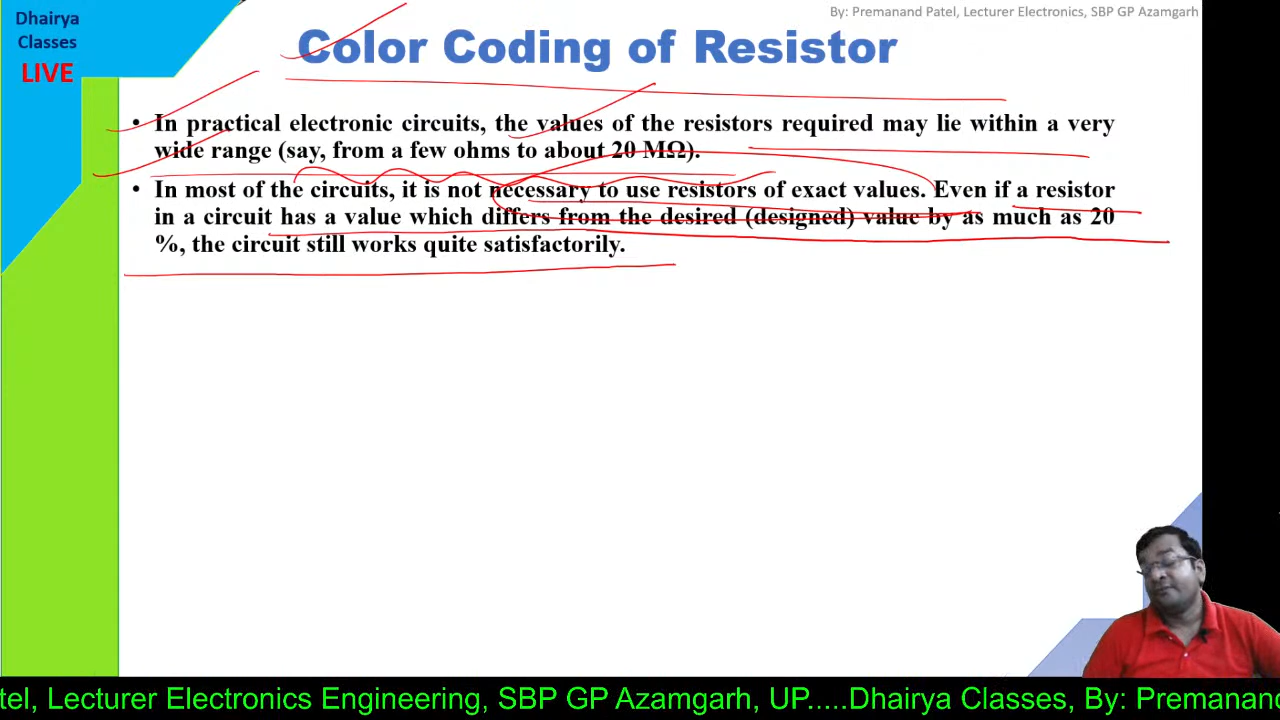 Dhairya
Classes
LIVE
By: Premanand Patel, Lecturer Electronics, SBP GP Azamgarh
Color Coding of Resistor
• In practical electronic circuits, the values of the resistors required may lie within a very
wide range (say, from a few ohms to about 20 MΩ).
• In most of the circuits, it is not necessary to use resistors of exact values. Even if a resistor
in a circuit has a value which differs from the desired (designed) value by as much as 20
%, the circuit still works quite satisfactorily.
tel, Lecturer Electronics Engineering, SBP GP Azamgarh, UP.....Dhairya Classes, By: Premanand